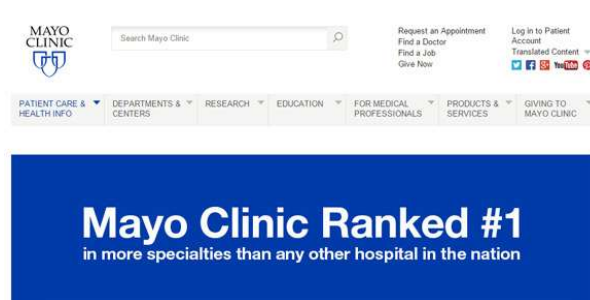 MAYO
CLINIC
Search Mayo Clinic
Request an Appointment
Find a Doctor
Find a Job
Give Now
Log in to Patient
Account
Translated Content
YouTube
PATIENT CARE &
HEALTH INFO
DEPARTMENTS &
CENTERS
RESEARCH
EDUCATION
FOR MEDICAL
PROFESSIONALS
PRODUCTS &
SERVICES
GIVING TO
MAYO CLINIC
Mayo Clinic Ranked #1
in more specialties than any other hospital in the nation